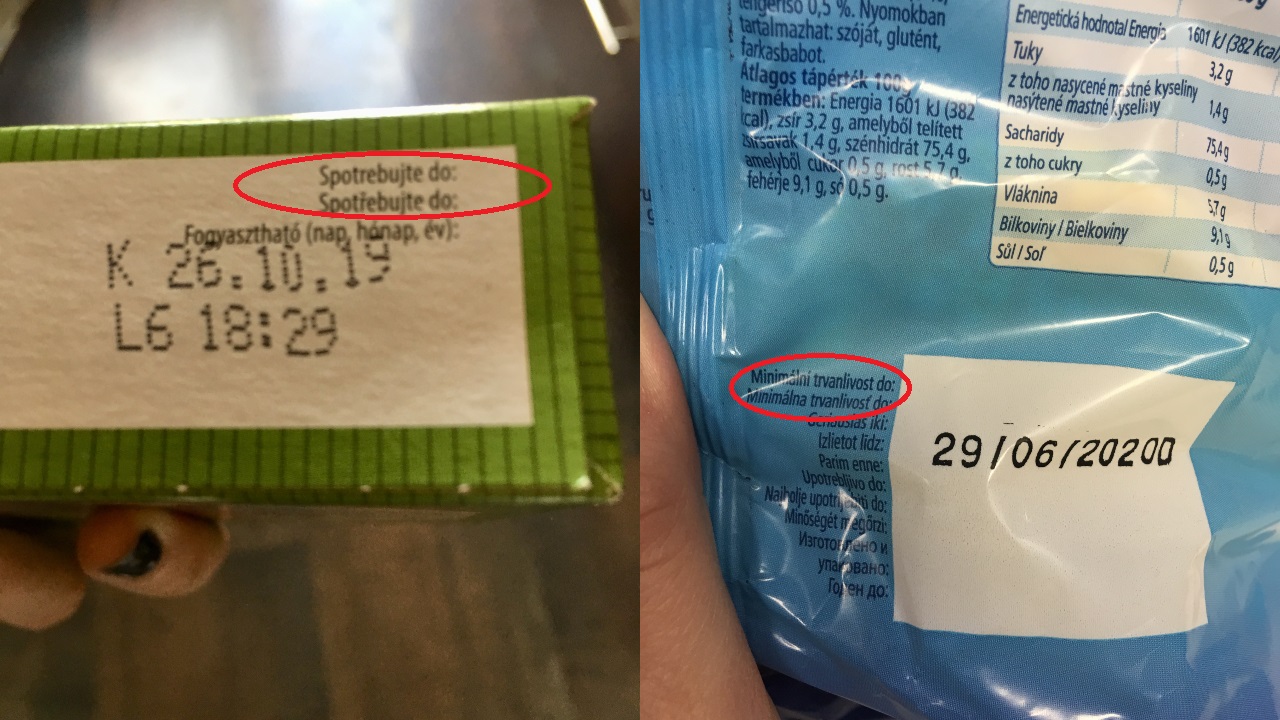 Spotrebujte do:
Spotřebujte do:
Fogyasztható (nap, hónap, év):
K 26.10.19
L6 18:29
0,5 %. Nyomokban
tartalmazhat: szóját, glutént,
farkasbabot.
Átlagos tápérték 100g
termékben: Energia 1601 kJ (382
kcal), zsír 3,2 g, amelyből telített
zsírsavak 1,4 g, szénhidrát 75,4 g,
amelyből cukor 0,5 g, rost 5,7 g,
fehérje 9,1 g, só 0,5 g.
Energetická hodnota/ Energia 1601 kJ (382 kcal)
Tuky 3,2 g
z toho nasycené mastné kyseliny
nasýtené mastné kyseliny 1,4 g
Sacharidy 75,4 g
z toho cukry 0,5 g
Vláknina 5,7 g
Bílkoviny / Bielkoviny 9,1 g
Sůl / Soľ 0,5 g
Minimální trvanlivost do:
Minimálna trvanlivosť do:
Geriausias iki:
Izlietot līdz:
Parim enne:
Upotrebljivo do:
Najbolje upotrijebiti do:
Minőségét megőrzi:
Изготовлено и
упаковано:
Годен до:
29/06/2020